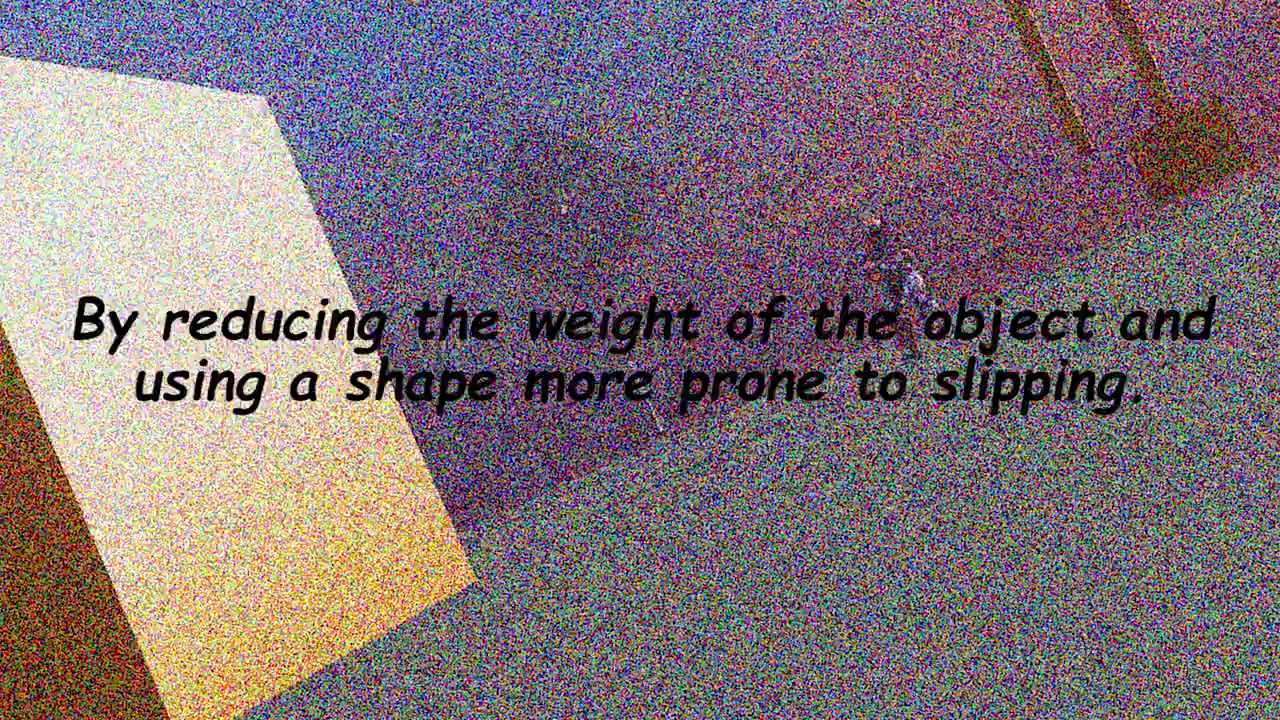 By reducing the weight of the object and
using a shape more prone to slipping.